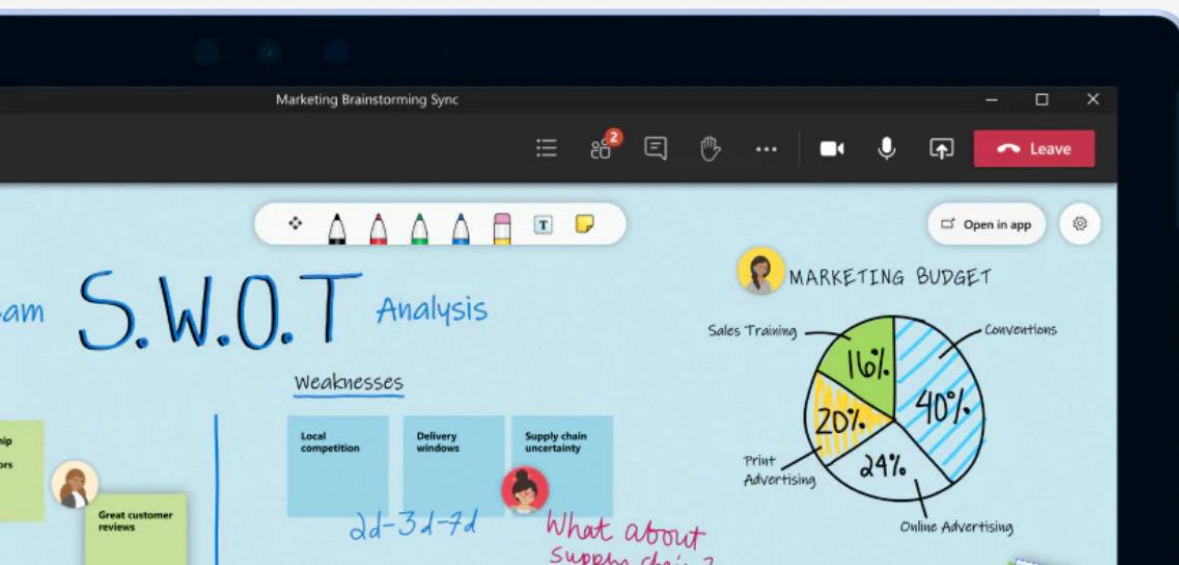 Marketing Brainstorming Sync
2
Leave
T
Open in app
S.W.O.T Analysis
MARKETING BUDGET
Sales Training
Conventions
16%
40%
20%
24%
Print
Advertising
Online Advertising
Weaknesses
Local
competition
Delivery
windows
Supply chain
uncertainty
Great customer
reviews
2d-3d-7d
What about
supply chain?